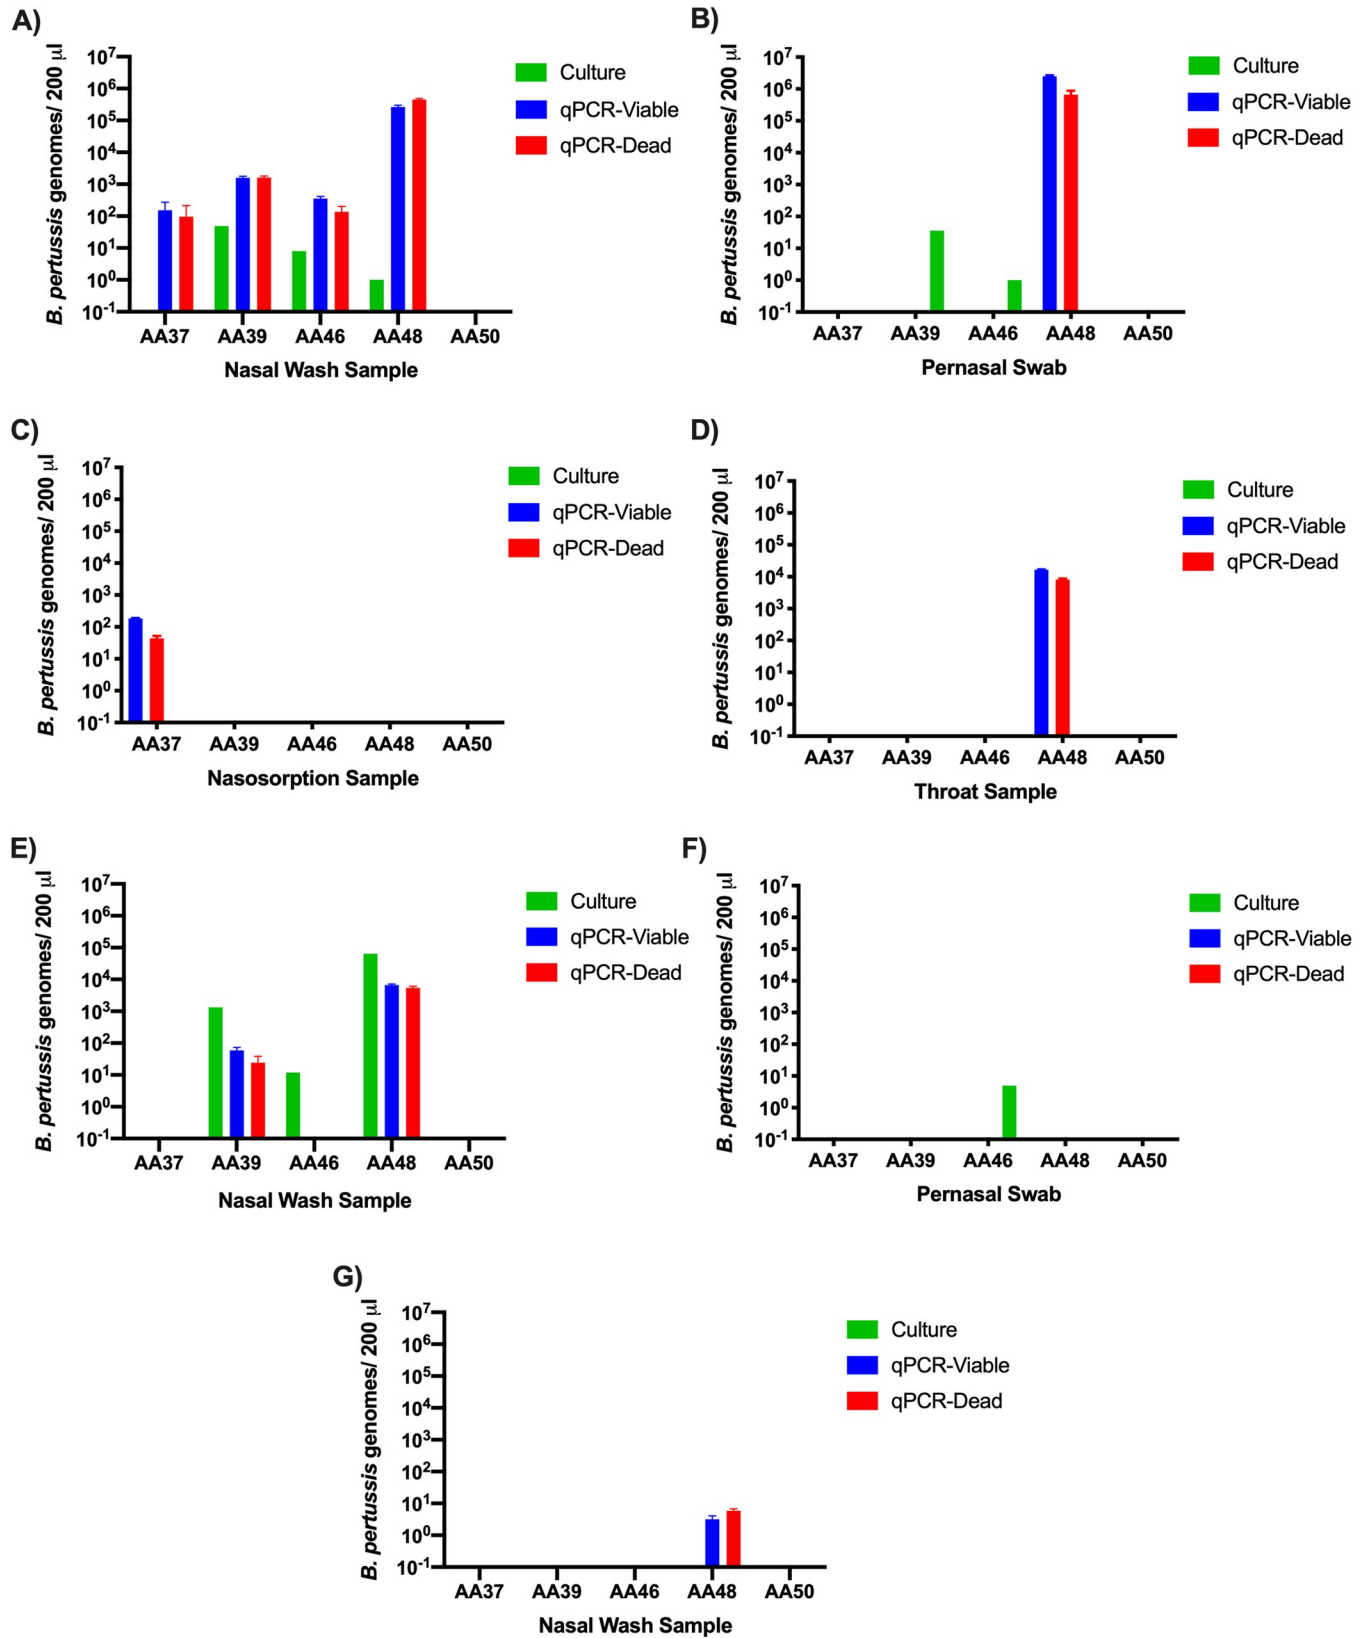 A)
B. pertussis genomes/ 200 µl
10⁷
10⁶
10⁵
10⁴
10³
10²
10¹
10⁰
10⁻¹
AA37 AA39 AA46 AA48 AA50
Nasal Wash Sample
Culture
qPCR-Viable
qPCR-Dead
B)
B. pertussis genomes/ 200 µl
10⁷
10⁶
10⁵
10⁴
10³
10²
10¹
10⁰
10⁻¹
AA37 AA39 AA46 AA48 AA50
Pernasal Swab
Culture
qPCR-Viable
qPCR-Dead
C)
B. pertussis genomes/ 200 µl
10⁷
10⁶
10⁵
10⁴
10³
10²
10¹
10⁰
10⁻¹
AA37 AA39 AA46 AA48 AA50
Nasosorption Sample
Culture
qPCR-Viable
qPCR-Dead
D)
B. pertussis genomes/ 200 µl
10⁷
10⁶
10⁵
10⁴
10³
10²
10¹
10⁰
10⁻¹
AA37 AA39 AA46 AA48 AA50
Throat Sample
Culture
qPCR-Viable
qPCR-Dead
E)
B. pertussis genomes/ 200 µl
10⁷
10⁶
10⁵
10⁴
10³
10²
10¹
10⁰
10⁻¹
AA37 AA39 AA46 AA48 AA50
Nasal Wash Sample
Culture
qPCR-Viable
qPCR-Dead
F)
B. pertussis genomes/ 200 µl
10⁷
10⁶
10⁵
10⁴
10³
10²
10¹
10⁰
10⁻¹
AA37 AA39 AA46 AA48 AA50
Pernasal Swab
Culture
qPCR-Viable
qPCR-Dead
G)
B. pertussis genomes/ 200 µl
10⁷
10⁶
10⁵
10⁴
10³
10²
10¹
10⁰
10⁻¹
AA37 AA39 AA46 AA48 AA50
Nasal Wash Sample
Culture
qPCR-Viable
qPCR-Dead